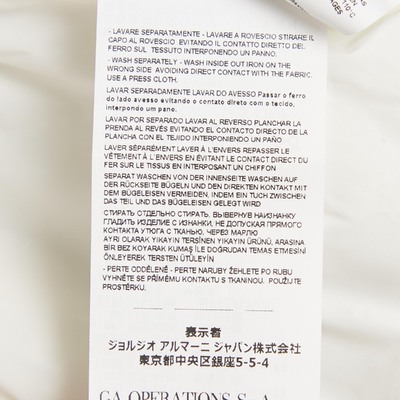 AS
110°C
AGES
- LAVARE SEPARATAMENTE - LAVARE A ROVESCIO STIRARE IL
CAPO AL ROVESCIO EVITANDO IL CONTATTO DIRETTO DEL
FERRO SUL TESSUTO INTERPONENDO UN PANNO.
- WASH SEPARATELY - WASH INSIDE OUT IRON ON THE
WRONG SIDE AVOIDING DIRECT CONTACT WITH THE FABRIC.
USE A PRESS CLOTH.
LAVAR SEPARADAMENTE LAVAR DO AVESSO Passar o ferro
do lado avesso evitando o contato direto com o tecido,
interpondo um pano.
LAVAR POR SEPARADO LAVAR AL REVERSO PLANCHAR LA
PRENDA AL REVÉS EVITANDO EL CONTACTO DIRECTO DE LA
PLANCHA CON EL TEJIDO INTERPONIENDO UN PAÑO
LAVER SÉPARÉMENT LAVER À L'ENVERS REPASSER LE
VÊTEMENT À L'ENVERS EN ÉVITANT LE CONTACT DIRECT DU
FER SUR LE TISSUS EN INTERPOSANT UN CHIFFON
SEPARAT WASCHEN VON DER INNENSEITE WASCHEN AUF
DER RÜCKSEITE BÜGELN UND DEN DIREKTEN KONTAKT MIT
DEM BÜGELEISEN VERMEIDEN, INDEM EIN TUCH ZWISCHEN
DAS TEIL UND DAS BÜGELEISEN GELEGT WIRD
СТИРАТЬ ОТДЕЛЬНО СТИРАТЬ, ВЫВЕРНУВ НАИЗНАНКУ
ГЛАДИТЬ ИЗДЕЛИЕ С ИЗНАНКИ, НЕ ДОПУСКАЯ ПРЯМОГО
КОНТАКТА УТЮГА С ТКАНЬЮ, ЧЕРЕЗ МАРЛЮ
AYRI OLARAK YIKAYIN TERSİNDEN YIKAYIN ÜRÜNÜ, ARASINA
BİR BEZ KOYARAK KUMAŞ İLE DOĞRUDAN TEMAS ETMESİNİ
ÖNLEYEREK TERSTEN ÜTÜLEYİN
- PERTE ODDĚLENĚ - PERTE NARUBY ŽEHLETE PO RUBU
VYHNĚTE SE PŘÍMÉMU KONTAKTU S TKANINOU. POUŽIJTE
PROSTĚRKU.
表示者
ジョルジオ アルマーニ ジャパン株式会社
東京都中央区銀座5-5-4
GA OPERATIONS S.p.A.